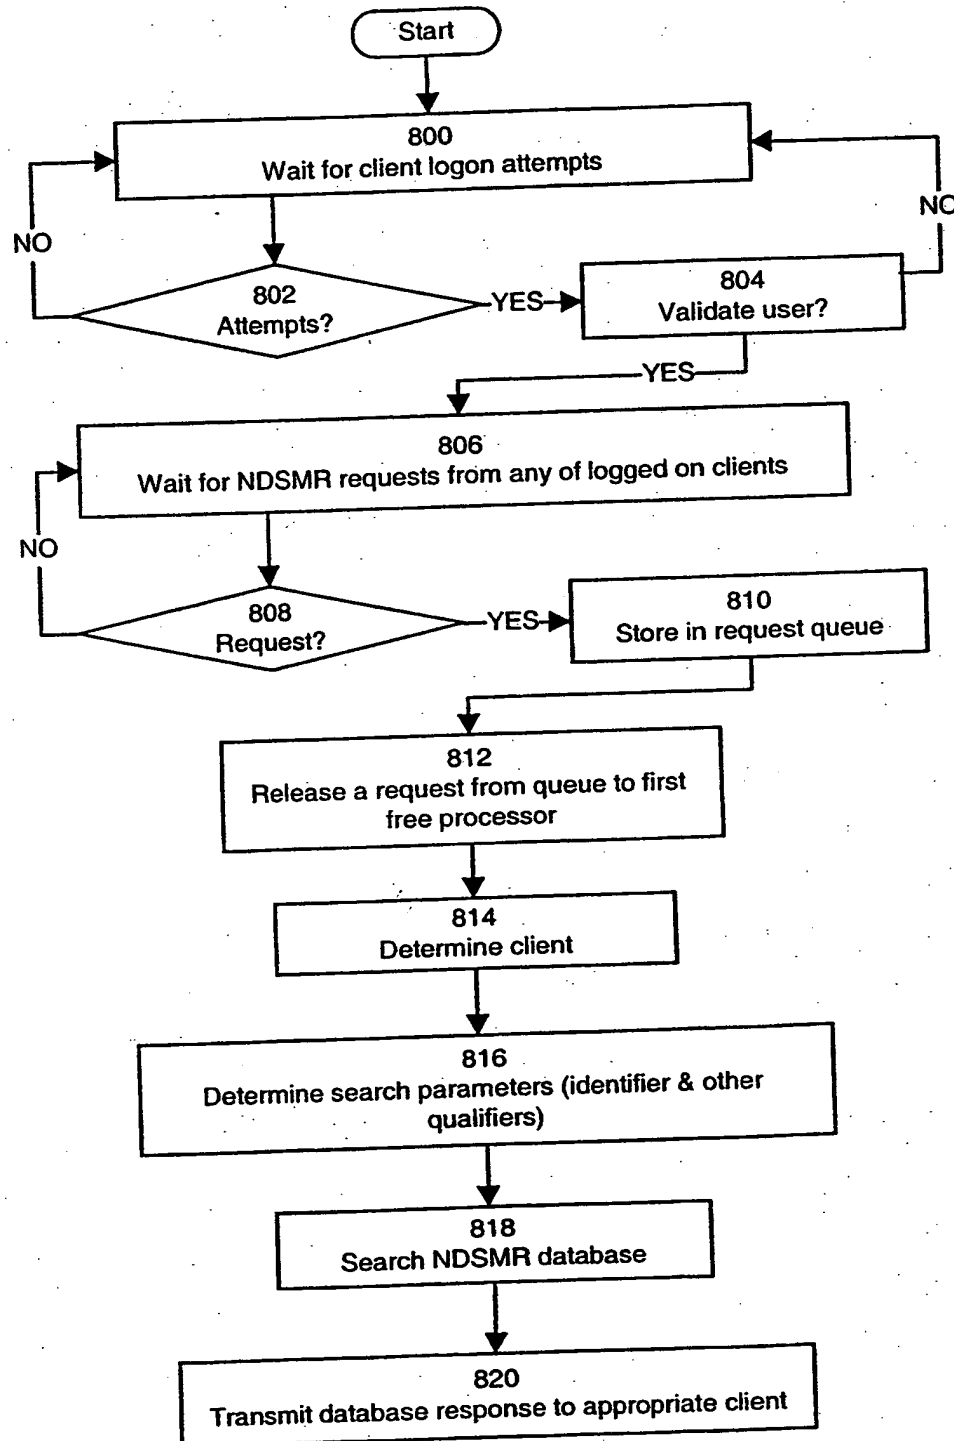 Start
800
Wait for client logon attempts
NO
NO
802
Attempts?
YES
804
Validate user?
YES
806
Wait for NDSMR requests from any of logged on clients
NO
808
Request?
YES
810
Store in request queue
812
Release a request from queue to first
free processor
814
Determine client
816
Determine search parameters (identifier & other
qualifiers)
818
Search NDSMR database
820
Transmit database response to appropriate client